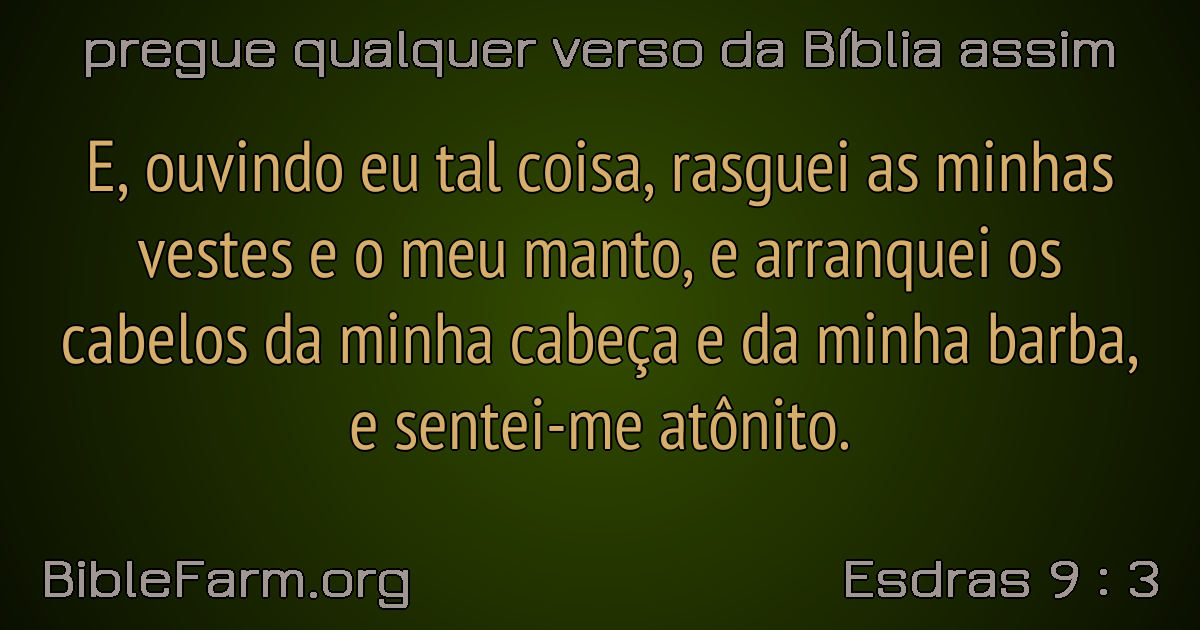 pregue qualquer verso da Bíblia assim
E, ouvindo eu tal coisa, rasguei as minhas
vestes e o meu manto, e arranquei os
cabelos da minha cabeça e da minha barba,
e sentei-me atônito.
BibleFarm.org
Esdras 9 : 3